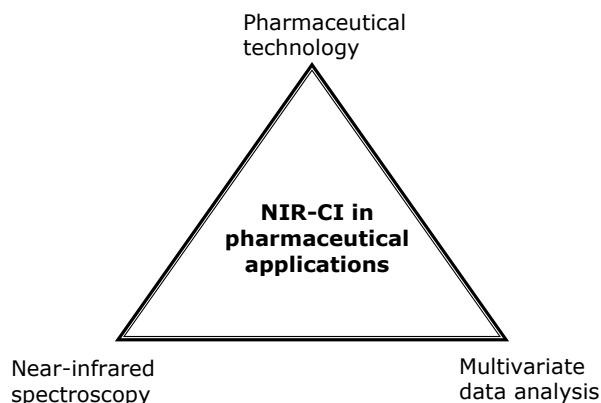 Pharmaceutical
technology
NIR-CI in
pharmaceutical
applications
Near-infrared
spectroscopy
Multivariate
data analysis